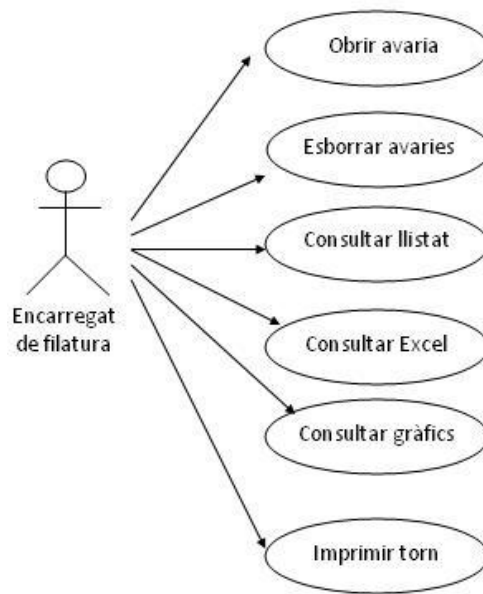 Obrir avaria
Esborrar avaries
Consultar llistat
Encarregat
de filatura
Consultar Excel
Consultar gràfics
Imprimir torn